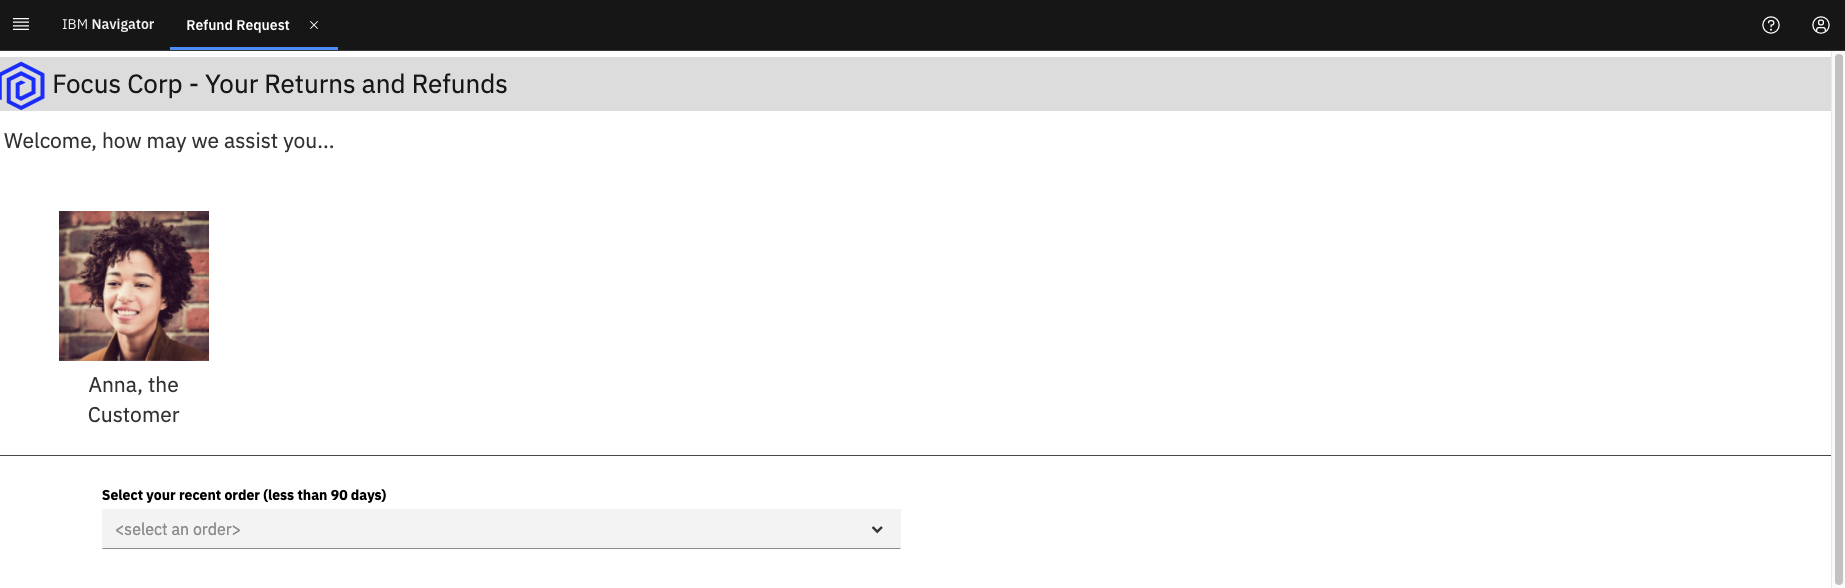 IBM Navigator
Refund Request
Focus Corp - Your Returns and Refunds
Welcome, how may we assist you...
Anna, the
Customer
Select your recent order (less than 90 days)
<select an order>